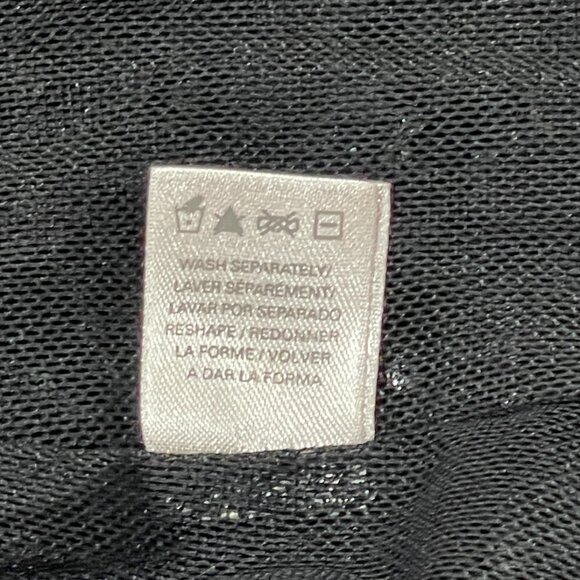 WASH SEPARATELY/
LAVER SÉPARÉMENT/
LAVAR POR SEPARADO
RESHAPE / REDONNER
LA FORME / VOLVER
A DAR LA FORMA